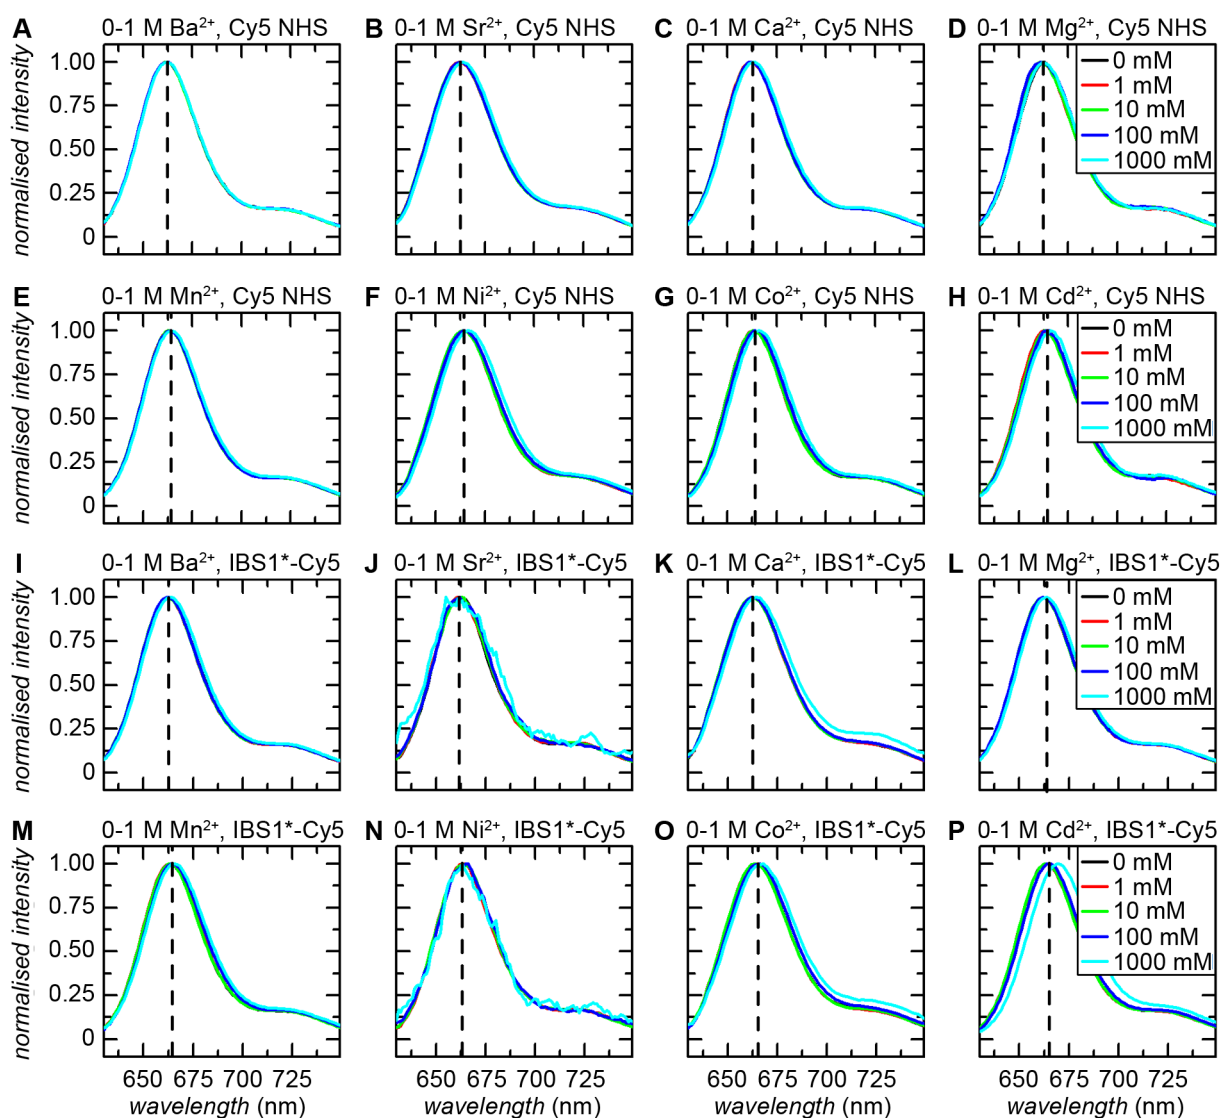 A 0-1 M Ba²⁺, Cy5 NHS
B 0-1 M Sr²⁺, Cy5 NHS
C 0-1 M Ca²⁺, Cy5 NHS
D 0-1 M Mg²⁺, Cy5 NHS
normalised intensity
1.00
0.75
0.50
0.25
0
0 mM
1 mM
10 mM
100 mM
1000 mM
E 0-1 M Mn²⁺, Cy5 NHS
F 0-1 M Ni²⁺, Cy5 NHS
G 0-1 M Co²⁺, Cy5 NHS
H 0-1 M Cd²⁺, Cy5 NHS
normalised intensity
1.00
0.75
0.50
0.25
0
0 mM
1 mM
10 mM
100 mM
1000 mM
I 0-1 M Ba²⁺, IBS1*-Cy5
J 0-1 M Sr²⁺, IBS1*-Cy5
K 0-1 M Ca²⁺, IBS1*-Cy5
L 0-1 M Mg²⁺, IBS1*-Cy5
normalised intensity
1.00
0.75
0.50
0.25
0
0 mM
1 mM
10 mM
100 mM
1000 mM
M 0-1 M Mn²⁺, IBS1*-Cy5
N 0-1 M Ni²⁺, IBS1*-Cy5
O 0-1 M Co²⁺, IBS1*-Cy5
P 0-1 M Cd²⁺, IBS1*-Cy5
normalised intensity
1.00
0.75
0.50
0.25
0
0 mM
1 mM
10 mM
100 mM
1000 mM
650 675 700 725
650 675 700 725
650 675 700 725
650 675 700 725
wavelength (nm)
wavelength (nm)
wavelength (nm)
wavelength (nm)